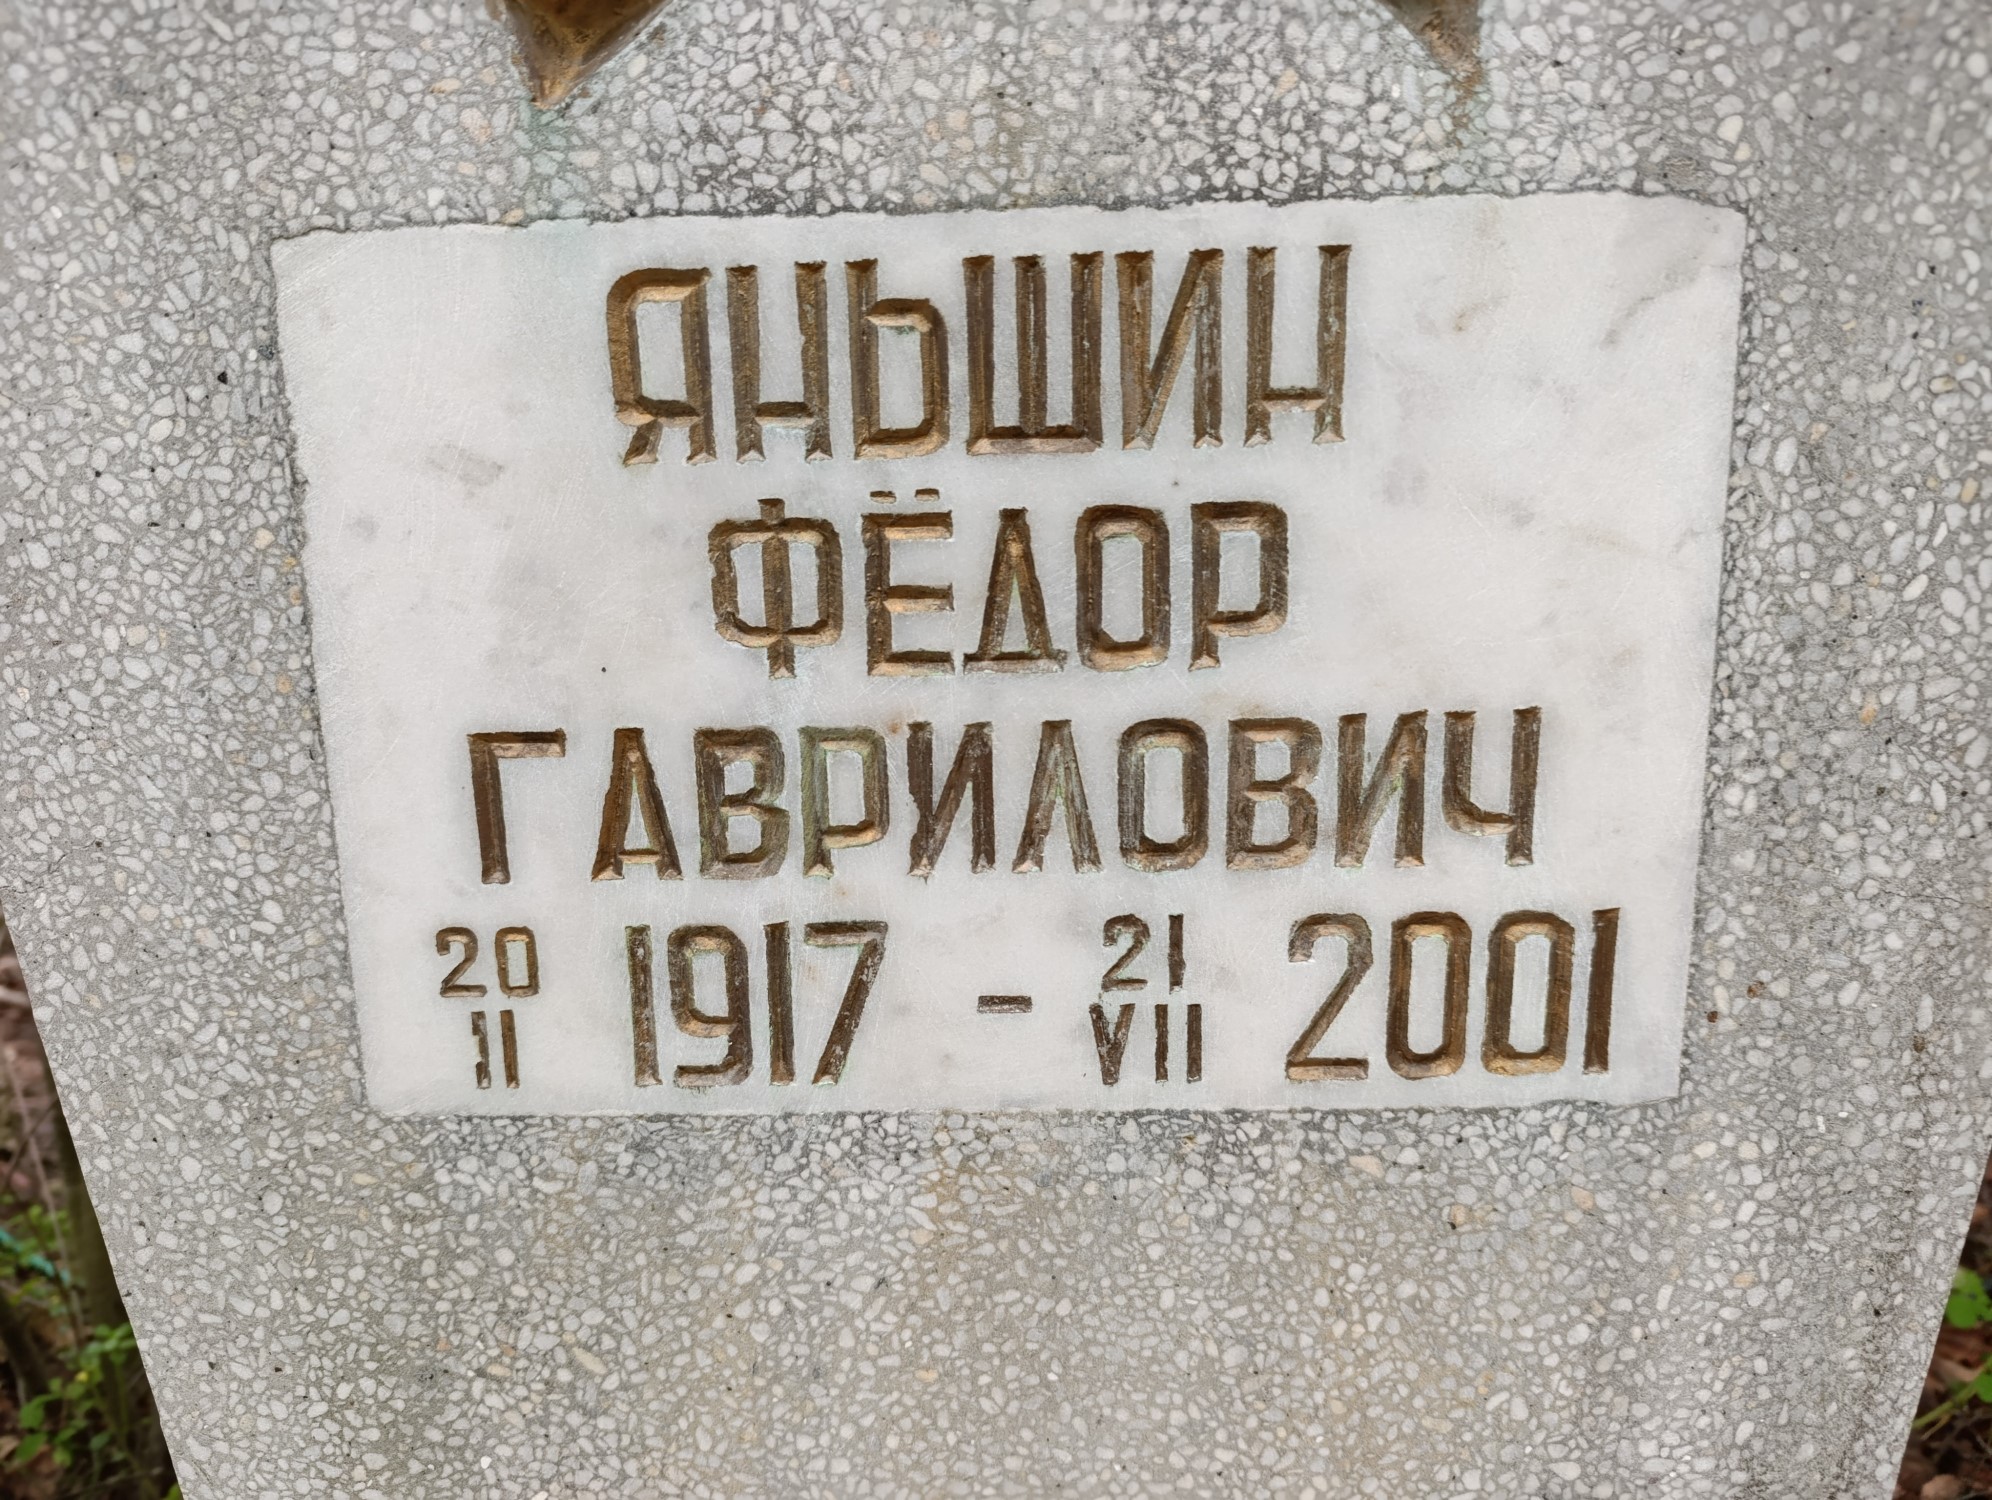 ЯНЬШИН
ФЁДОР
ГАВРИЛОВИЧ
20 II 1917 - 21 VII 2001